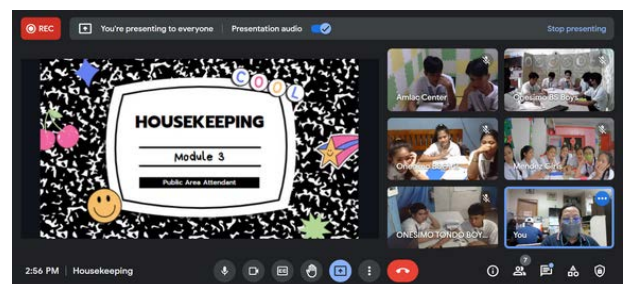 REC
You're presenting to everyone
Presentation audio
Stop presenting
COOL
HOUSEKEEPING
Module 3
Public Area Attendant
Amlac Center
Onesimo BS Boys
Mendez Girls
ONESIMO TONDO BOY...
You
2:56 PM | Housekeeping
7